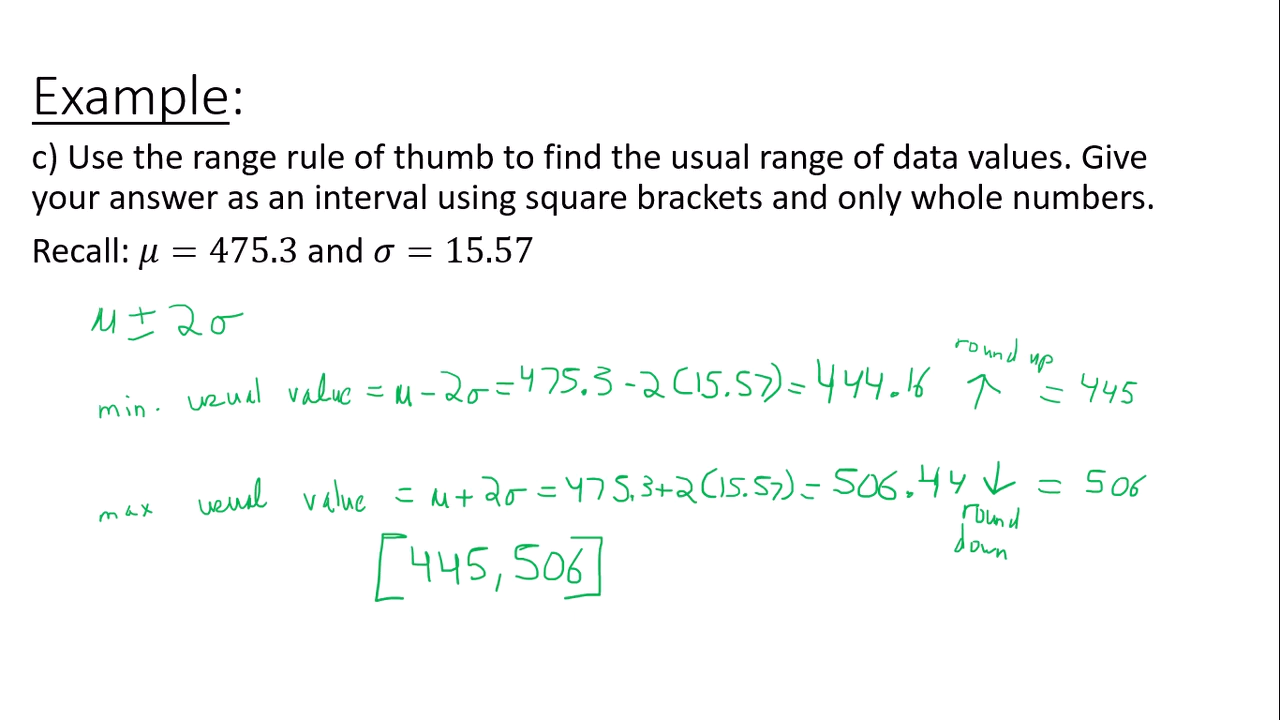 Example:
c) Use the range rule of thumb to find the usual range of data values. Give
your answer as an interval using square brackets and only whole numbers.
Recall: μ = 475.3 and σ = 15.57
μ ± 2σ
round up
min. usual value = μ - 2σ = 475.3 - 2(15.57) = 444.16 ↑ = 445
max usual value = μ + 2σ = 475.3 + 2(15.57) = 506.44 ↓ = 506
round
down
[445, 506]